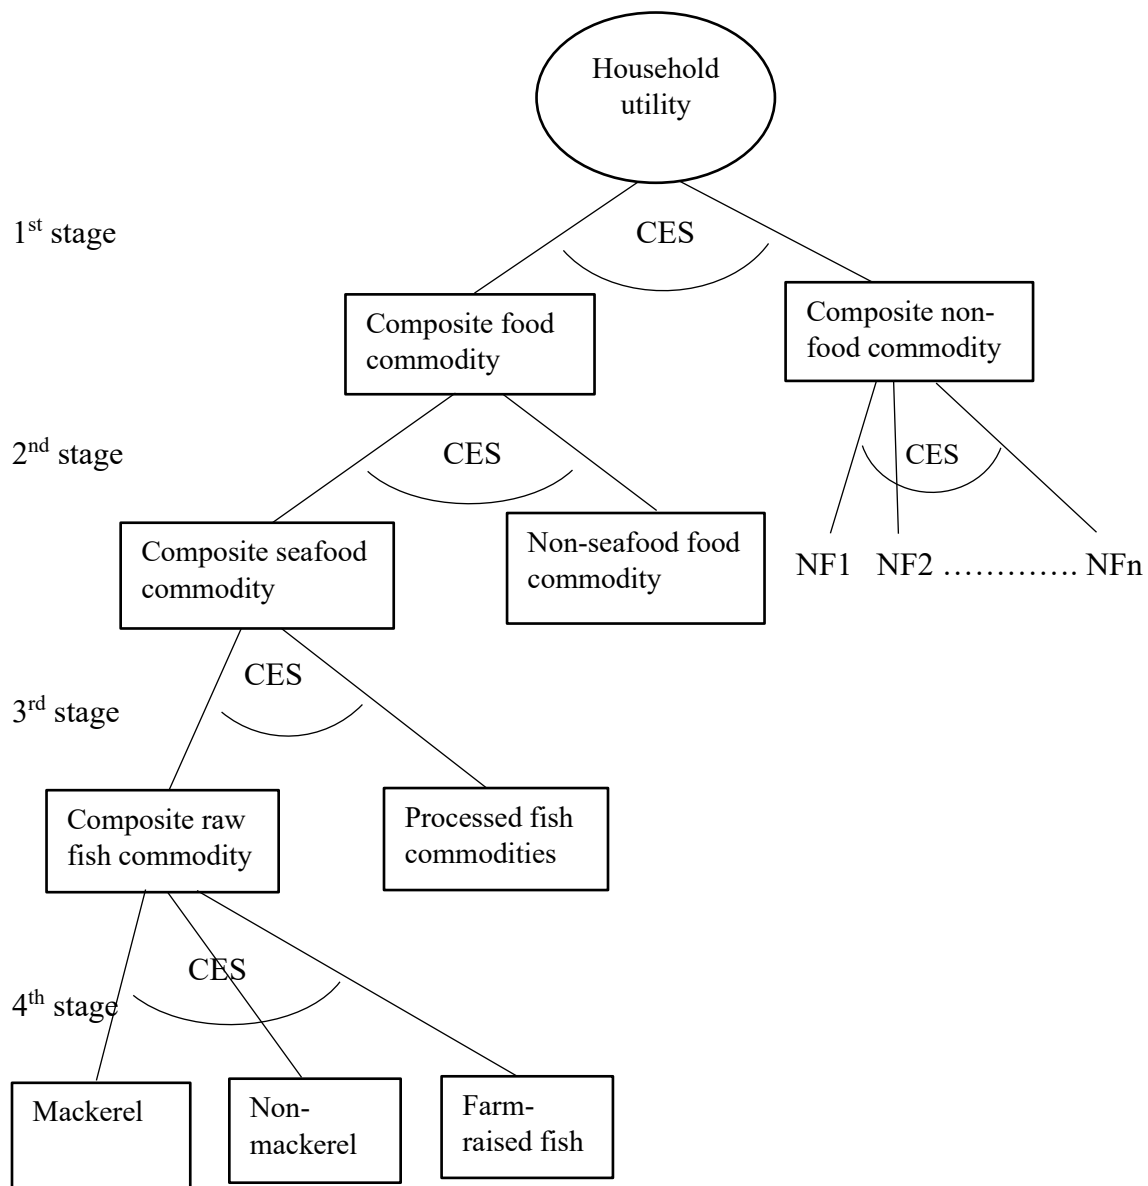 Household
utility
1st stage
CES
Composite food
commodity
Composite non-
food commodity
2nd stage
CES
CES
Composite seafood
commodity
Non-seafood food
commodity
NF1 NF2 …………. NFn
CES
3rd stage
Composite raw
fish commodity
Processed fish
commodities
CES
4th stage
Mackerel
Non-
mackerel
Farm-
raised fish